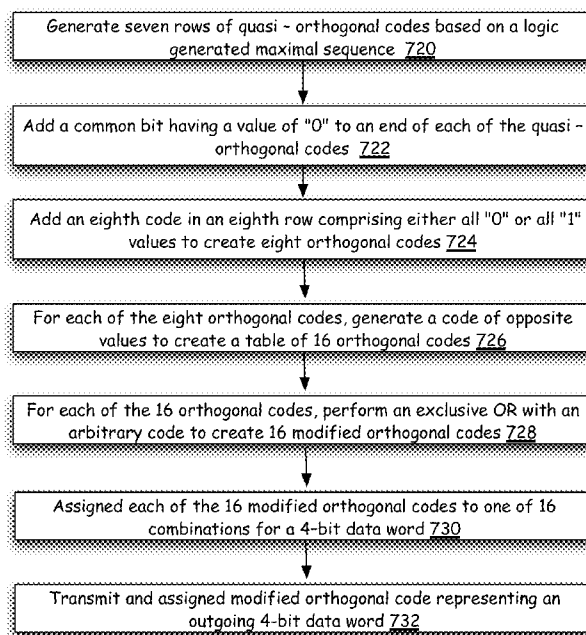 Generate seven rows of quasi - orthogonal codes based on a logic
generated maximal sequence 720
Add a common bit having a value of "0" to an end of each of the quasi -
orthogonal codes 722
Add an eighth code in an eighth row comprising either all "0" or all "1"
values to create eight orthogonal codes 724
For each of the eight orthogonal codes, generate a code of opposite
values to create a table of 16 orthogonal codes 726
For each of the 16 orthogonal codes, perform an exclusive OR with an
arbitrary code to create 16 modified orthogonal codes 728
Assigned each of the 16 modified orthogonal codes to one of 16
combinations for a 4-bit data word 730
Transmit and assigned modified orthogonal code representing an
outgoing 4-bit data word 732